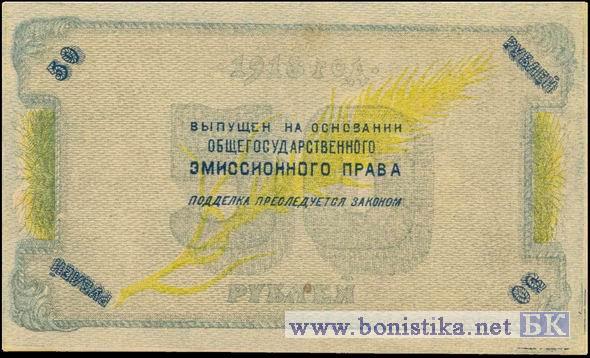 50 РУБЛЕЙ
1918 ГОД
ВЫПУЩЕН НА ОСНОВАНИИ
ОБЩЕГОСУДАРСТВЕННОГО
ЭМИССИОННОГО ПРАВА
ПОДДЕЛКА ПРЕСЛЕДУЕТСЯ ЗАКОНОМ
50
РУБЛЕЙ 50
РУБЛЕЙ
www.bonistika.net БК